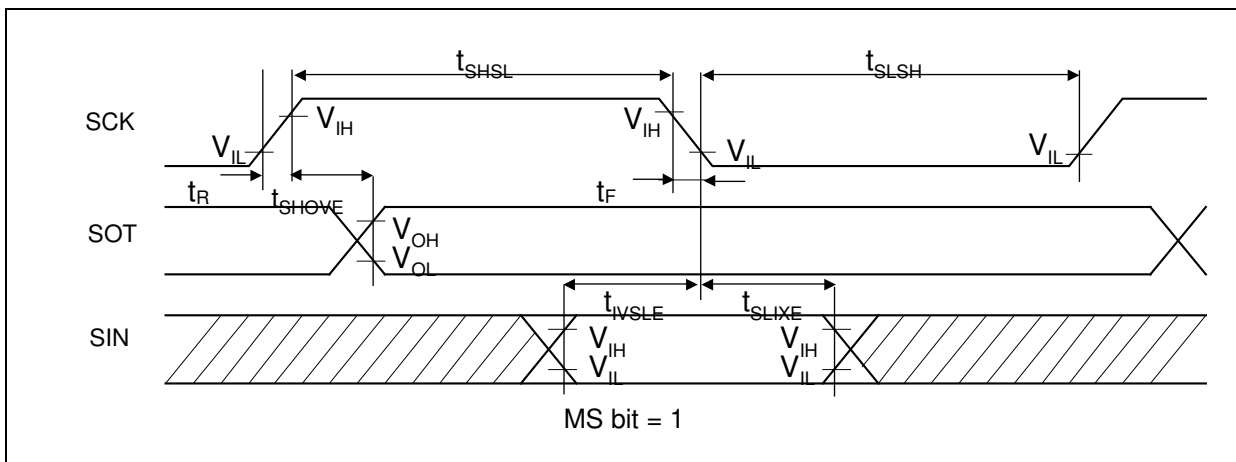 tSHSL
tSLSH
SCK
VIH
VIH
VIL
VIL
VIL
tR
tSHOVE
tF
SOT
VOH
VOL
tIVSLE
tSLIXE
SIN
VIH
VIH
VIL
VIL
MS bit = 1